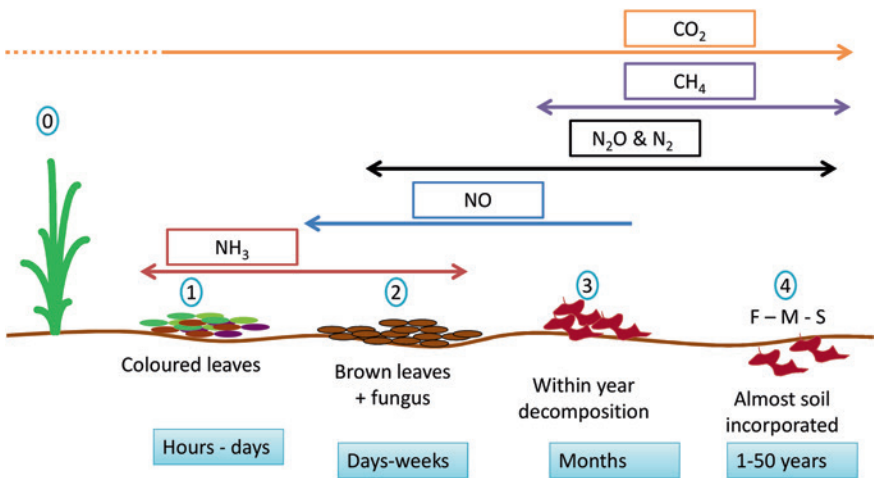 CO₂
CH₄
0
N₂O & N₂
NO
NH₃
1
2
3
4
F – M - S
Coloured leaves
Brown leaves
+ fungus
Within year
decomposition
Almost soil
incorporated
Hours - days
Days-weeks
Months
1-50 years